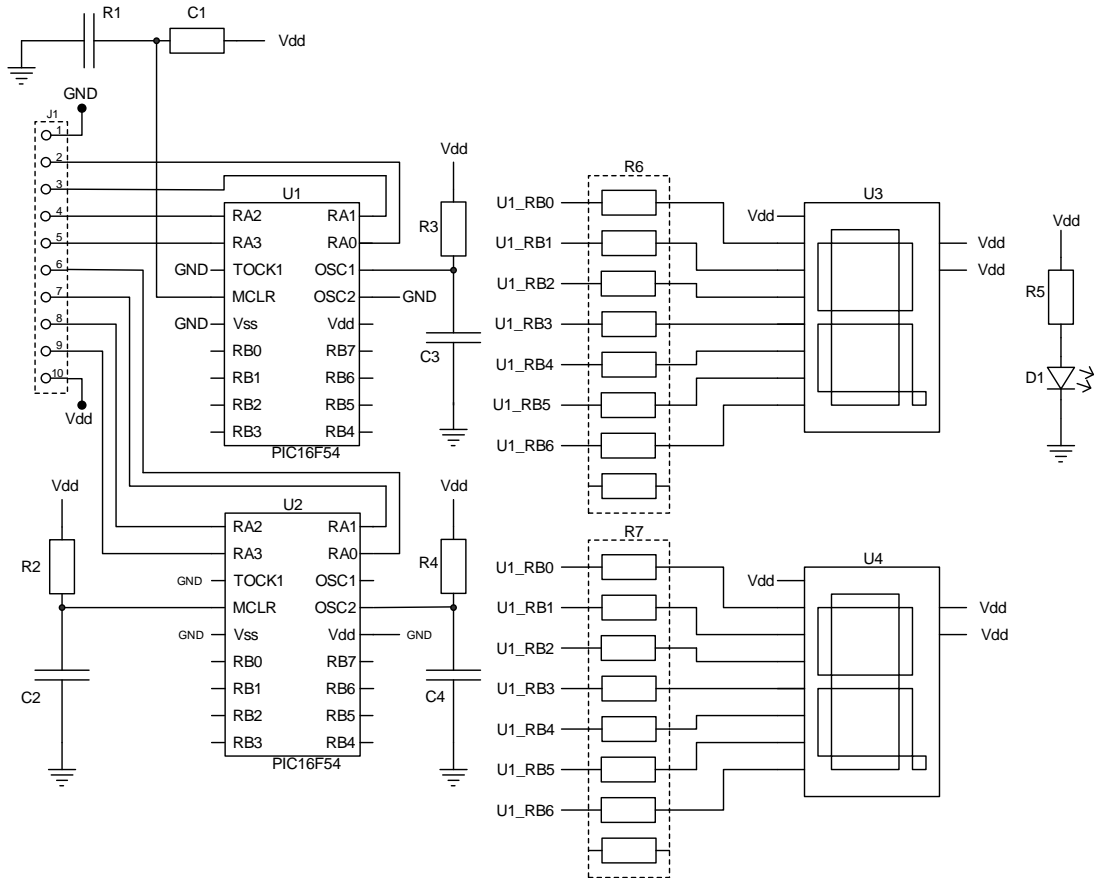 R1
C1
Vdd
GND
J1
1
2
3
4
5
6
7
8
9
10
Vdd
U1
RA2
RA3
GND
TOCK1
MCLR
GND
Vss
RB0
RB1
RB2
RB3
RA1
RA0
OSC1
OSC2
GND
Vdd
RB7
RB6
RB5
RB4
PIC16F54
Vdd
R3
C3
Vdd
R2
C2
U2
RA2
RA3
GND
TOCK1
MCLR
GND
Vss
RB0
RB1
RB2
RB3
RA1
RA0
OSC1
OSC2
Vdd
GND
RB7
RB6
RB5
RB4
PIC16F54
Vdd
R4
C4
R6
U1_RB0
U1_RB1
U1_RB2
U1_RB3
U1_RB4
U1_RB5
U1_RB6
U3
Vdd
Vdd
Vdd
Vdd
R5
D1
R7
U1_RB0
U1_RB1
U1_RB2
U1_RB3
U1_RB4
U1_RB5
U1_RB6
U4
Vdd
Vdd
Vdd